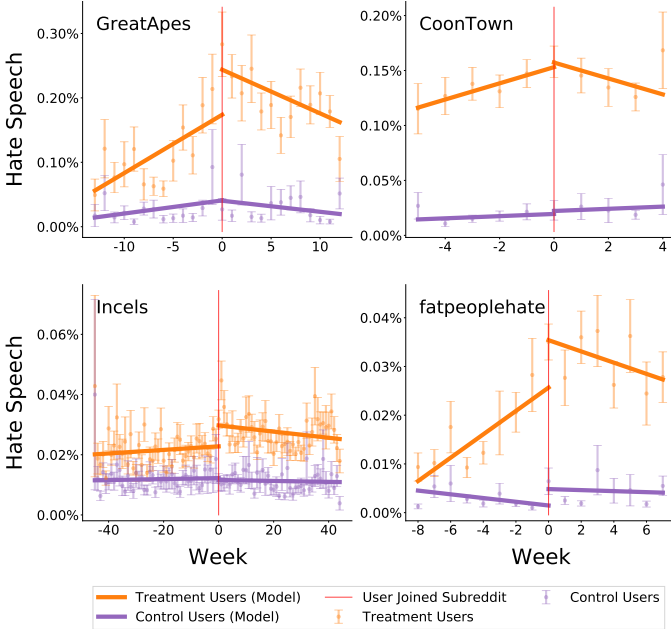 GreatApes
CoonTown
Hate Speech
0.30%
0.20%
0.10%
0.00%
-10 -5 0 5 10
0.20%
0.15%
0.10%
0.05%
0.00%
-4 -2 0 2 4
Incels
fatpeoplehate
Hate Speech
0.06%
0.04%
0.02%
0.00%
-40 -20 0 20 40
Week
0.04%
0.03%
0.02%
0.01%
0.00%
-8 -6 -4 -2 0 2 4 6
Week
Treatment Users (Model)
User Joined Subreddit
Control Users
Control Users (Model)
Treatment Users